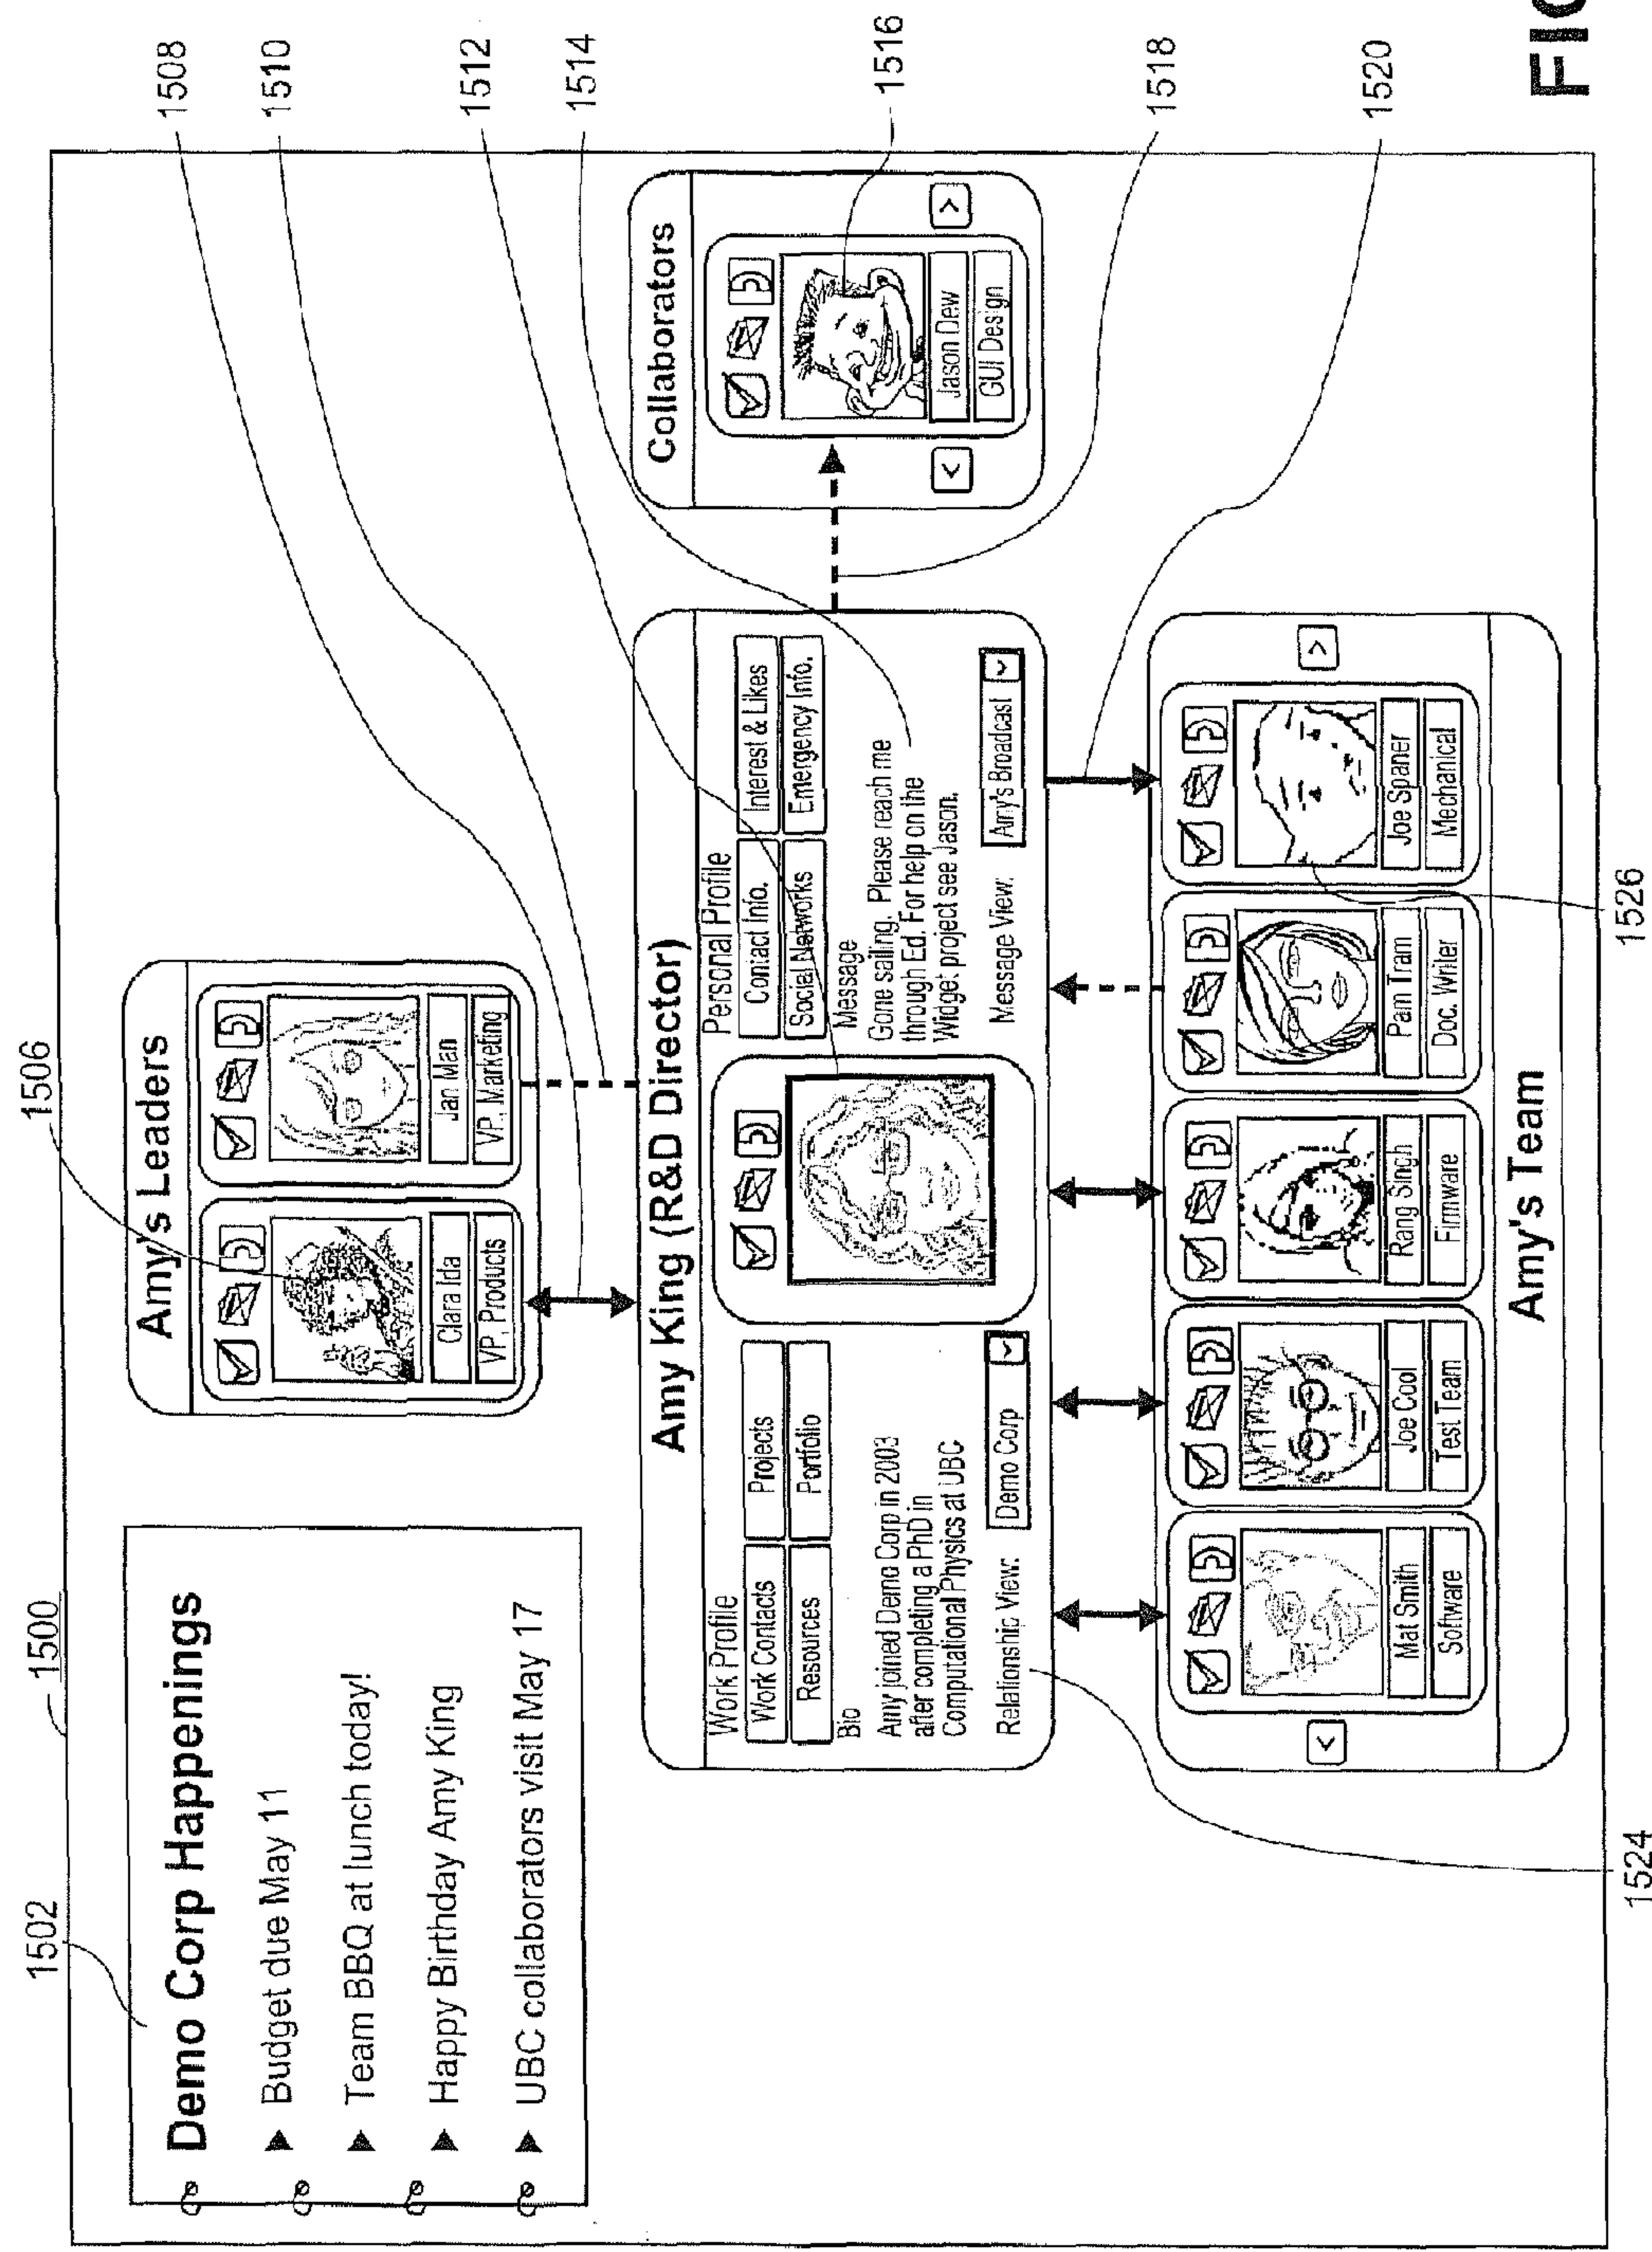 1500
1502
Demo Corp Happenings
Budget due May 11
Team BBQ at lunch today!
Happy Birthday Amy King
UBC collaborators visit May 17
1506
Amy's Leaders
Clara Ida
VP, Products
Jan Man
VP, Marketing
1508
1510
1512
1514
1516
1518
1520
Amy King (R&D Director)
Work Profile
Work Contacts
Projects
Resources
Portfolio
Bio
Amy joined Demo Corp in 2003
after completing a PhD in
Computational Physics at UBC
Relationship View:
Demo Corp
Personal Profile
Contact Info.
Interest & Likes
Social Networks
Emergency Info.
Message
Gone sailing. Please reach me
through Ed. For help on the
Widget project see Jason.
Message View:
Amy's Broadcast
Collaborators
Jason Dew
GUI Design
Mat Smith
Software
Joe Cool
Test Team
Rang Singh
Firmware
Pam Tram
Doc. Writer
Joe Spaner
Mechanical
Amy's Team
1524
1526